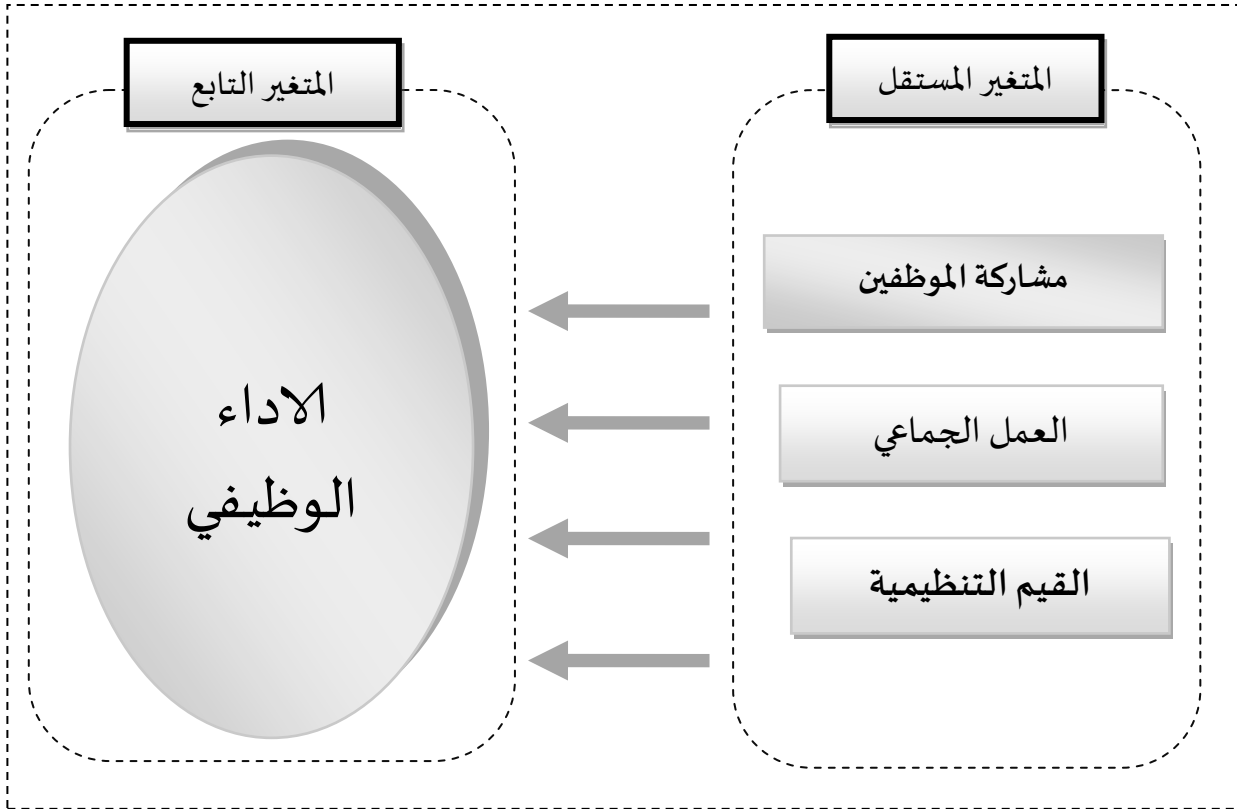 المتغير المستقل
المتغير التابع
مشاركة الموظفين
العمل الجماعي
القيم التنظيمية
الاداء
الوظيفي